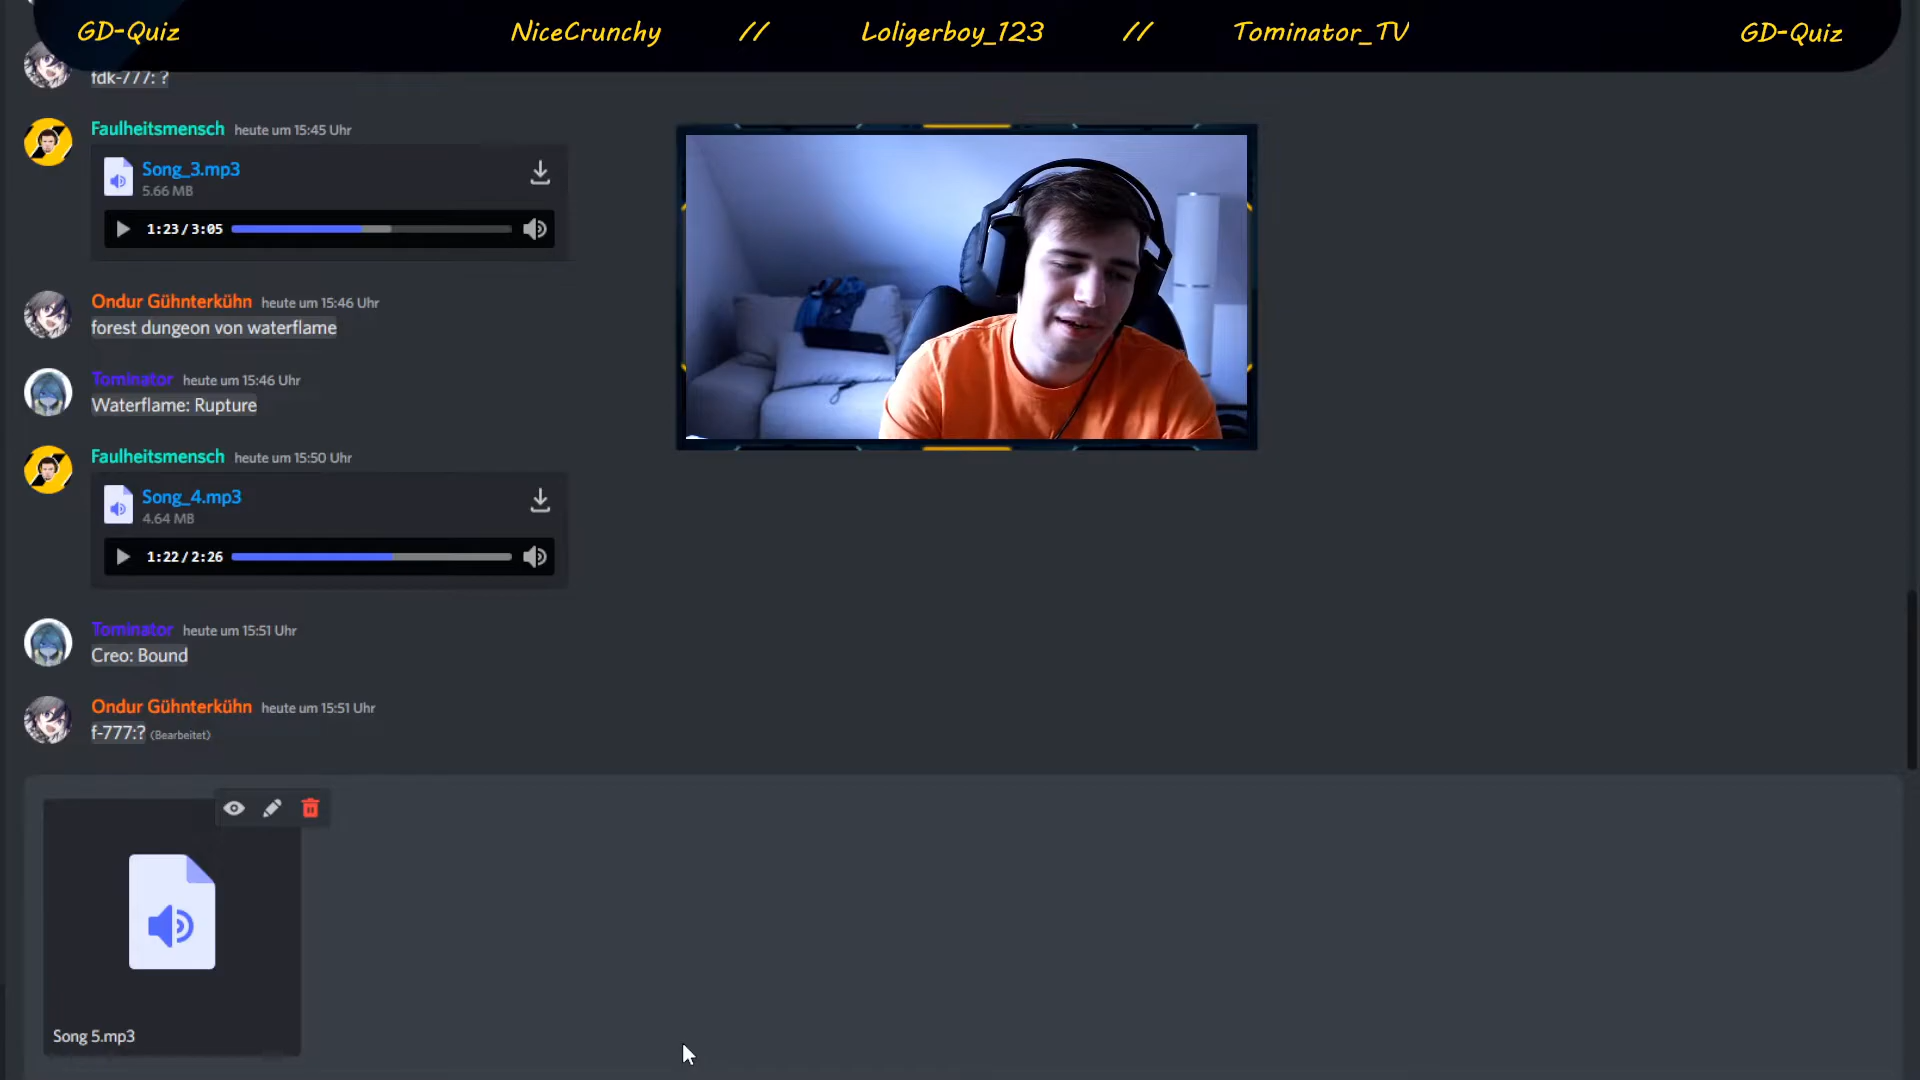 GD-Quiz NiceCrunchy // Loligerboy_123 // Tominator_TV GD-Quiz
fdk-777: ?
Faulheitsmensch heute um 15:45 Uhr
Song_3.mp3
5.66 MB
1:23/3:05
Ondur Gühnterkühn heute um 15:46 Uhr
forest dungeon von waterflame
Tominator heute um 15:46 Uhr
Waterflame: Rupture
Faulheitsmensch heute um 15:50 Uhr
Song_4.mp3
4.64 MB
1:22/2:26
Tominator heute um 15:51 Uhr
Creo: Bound
Ondur Gühnterkühn heute um 15:51 Uhr
f-777:? (Bearbeitet)
Song 5.mp3